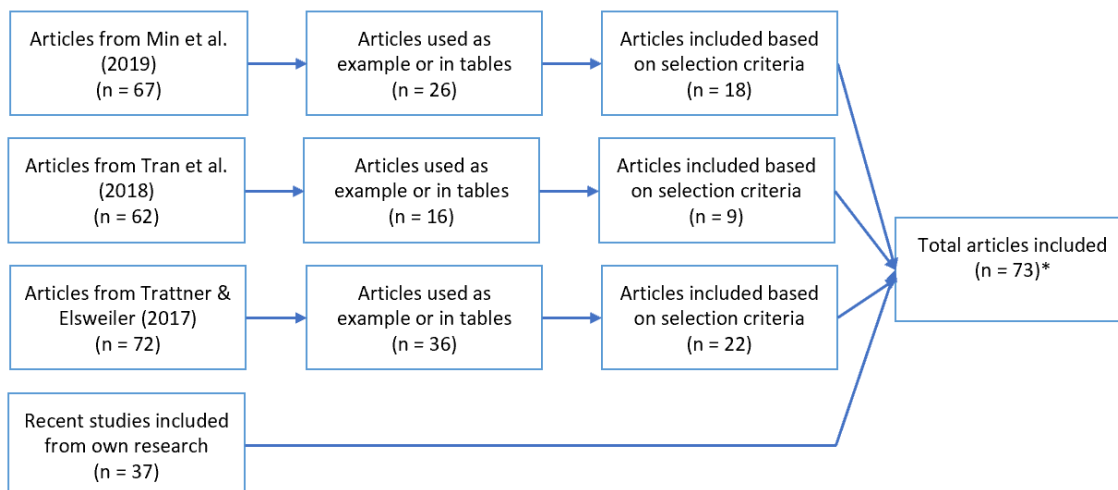 Articles from Min et al.
(2019)
(n = 67)
Articles used as
example or in tables
(n = 26)
Articles included based
on selection criteria
(n = 18)
Articles from Tran et al.
(2018)
(n = 62)
Articles used as
example or in tables
(n = 16)
Articles included based
on selection criteria
(n = 9)
Total articles included
(n = 73)*
Articles from Trattner &
Elsweiler (2017)
(n = 72)
Articles used as
example or in tables
(n = 36)
Articles included based
on selection criteria
(n = 22)
Recent studies included
from own research
(n = 37)